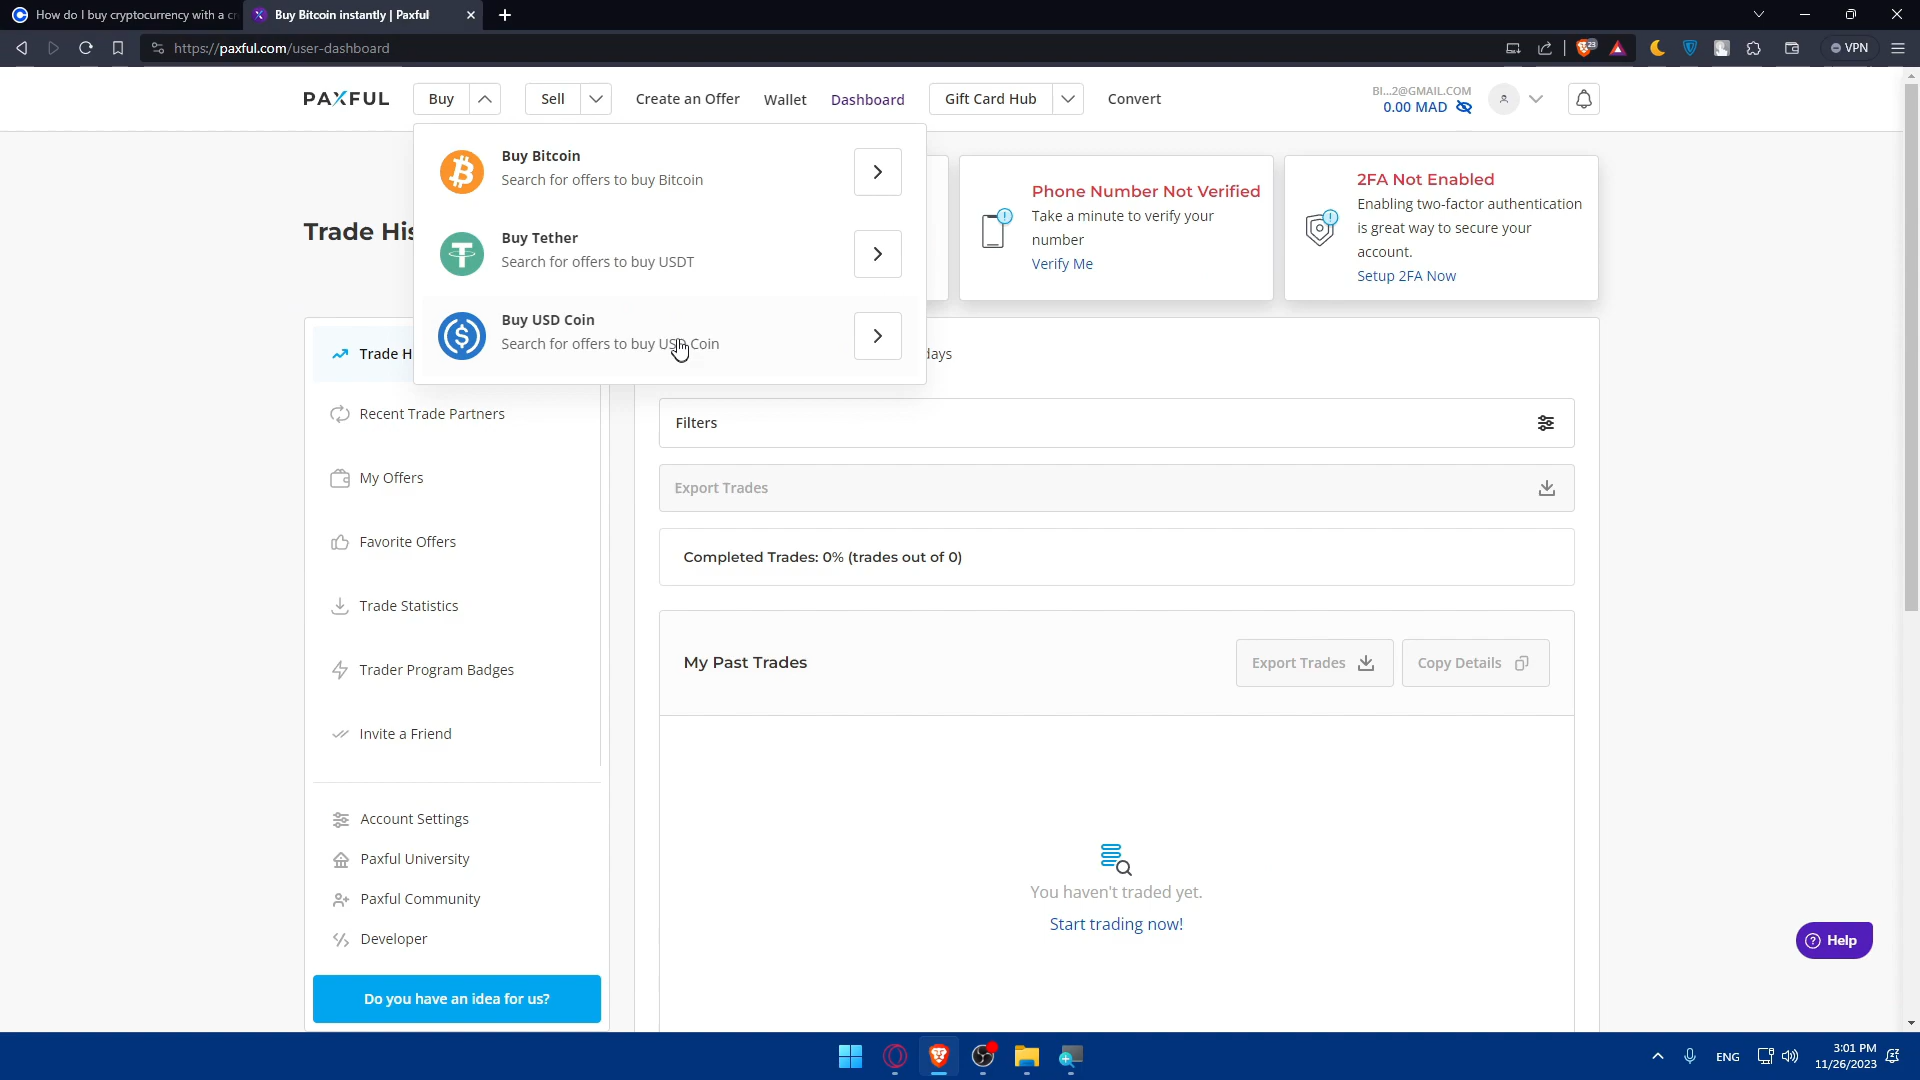 How do I buy cryptocurrency with a cr
Buy Bitcoin instantly | Paxful
https://paxful.com/user-dashboard
23
VPN
PAXFUL
Buy
Sell
Create an Offer
Wallet
Dashboard
Gift Card Hub
Convert
BI...2@GMAIL.COM
0.00 MAD
Buy Bitcoin
Search for offers to buy Bitcoin
Buy Tether
Search for offers to buy USDT
Buy USD Coin
Search for offers to buy USD Coin
Phone Number Not Verified
Take a minute to verify your
number
Verify Me
2FA Not Enabled
Enabling two-factor authentication
is great way to secure your
account.
Setup 2FA Now
Trade His
Trade H
Recent Trade Partners
My Offers
Favorite Offers
Trade Statistics
Trader Program Badges
Invite a Friend
Account Settings
Paxful University
Paxful Community
Developer
Do you have an idea for us?
days
Filters
Export Trades
Completed Trades: 0% (trades out of 0)
My Past Trades
Export Trades
Copy Details
You haven't traded yet.
Start trading now!
Help
ENG
3:01 PM
11/26/2023